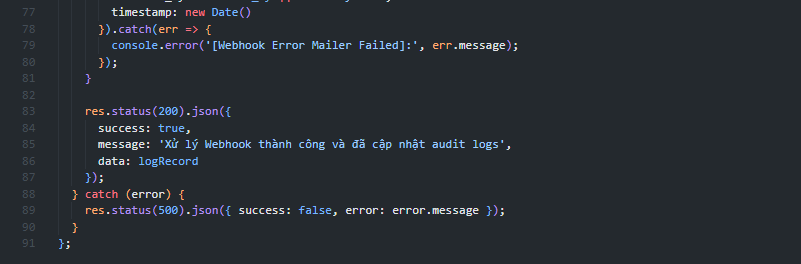 77 timestamp: new Date()
78 }).catch(err => {
79 console.error('[Webhook Error Mailer Failed]:', err.message);
80 });
81 }
82
83 res.status(200).json({
84 success: true,
85 message: 'Xử lý Webhook thành công và đã cập nhật audit logs',
86 data: logRecord
87 });
88 } catch (error) {
89 res.status(500).json({ success: false, error: error.message });
90 }
91 };